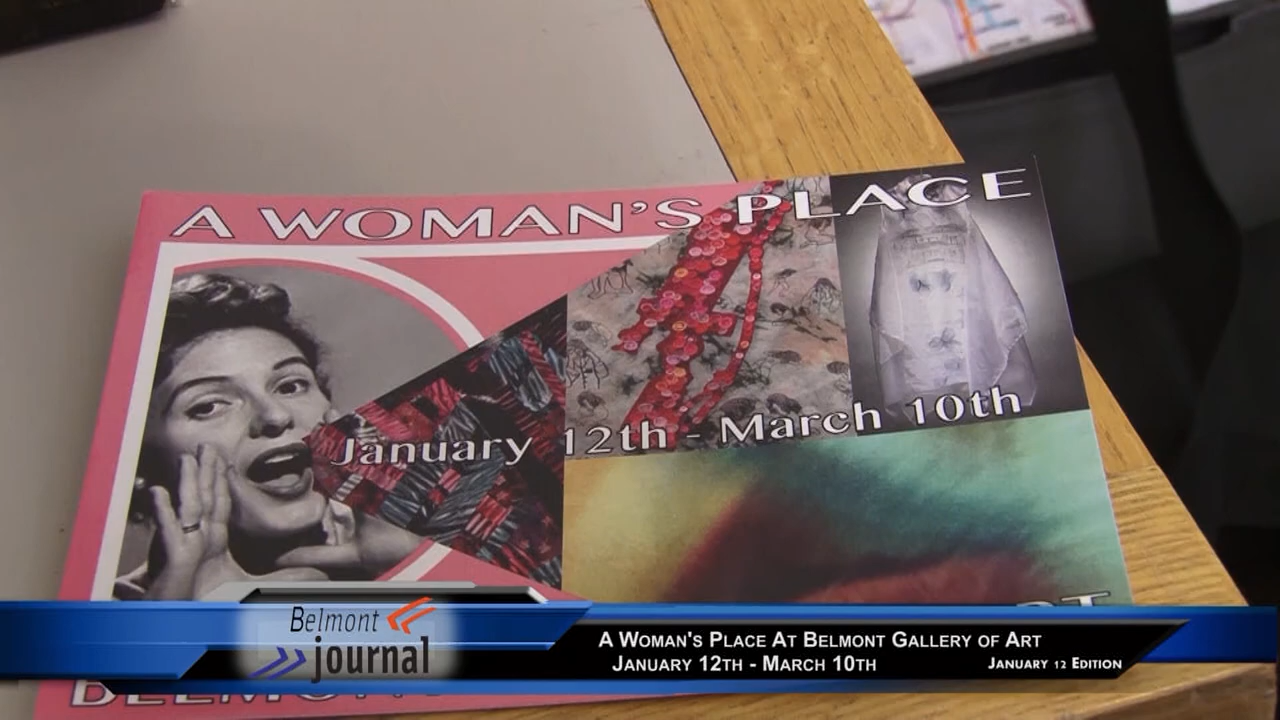 A WOMAN'S PLACE
January 12th - March 10th
Belmont
journal
A Woman's Place At Belmont Gallery of Art
January 12th - March 10th
January 12 Edition
BELMONT